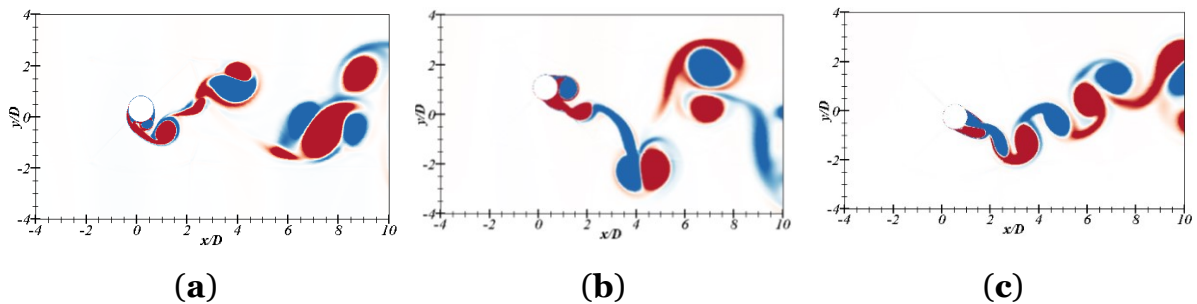 4 4 4
2 2 2
y/D 0 y/D 0 y/D 0
-2 -2 -2
-4 -4 -4
-4 -2 0 2 4 6 8 10 -4 -2 0 2 4 6 8 10 -4 -2 0 2 4 6 8 10
x/D x/D x/D
(a) (b) (c)